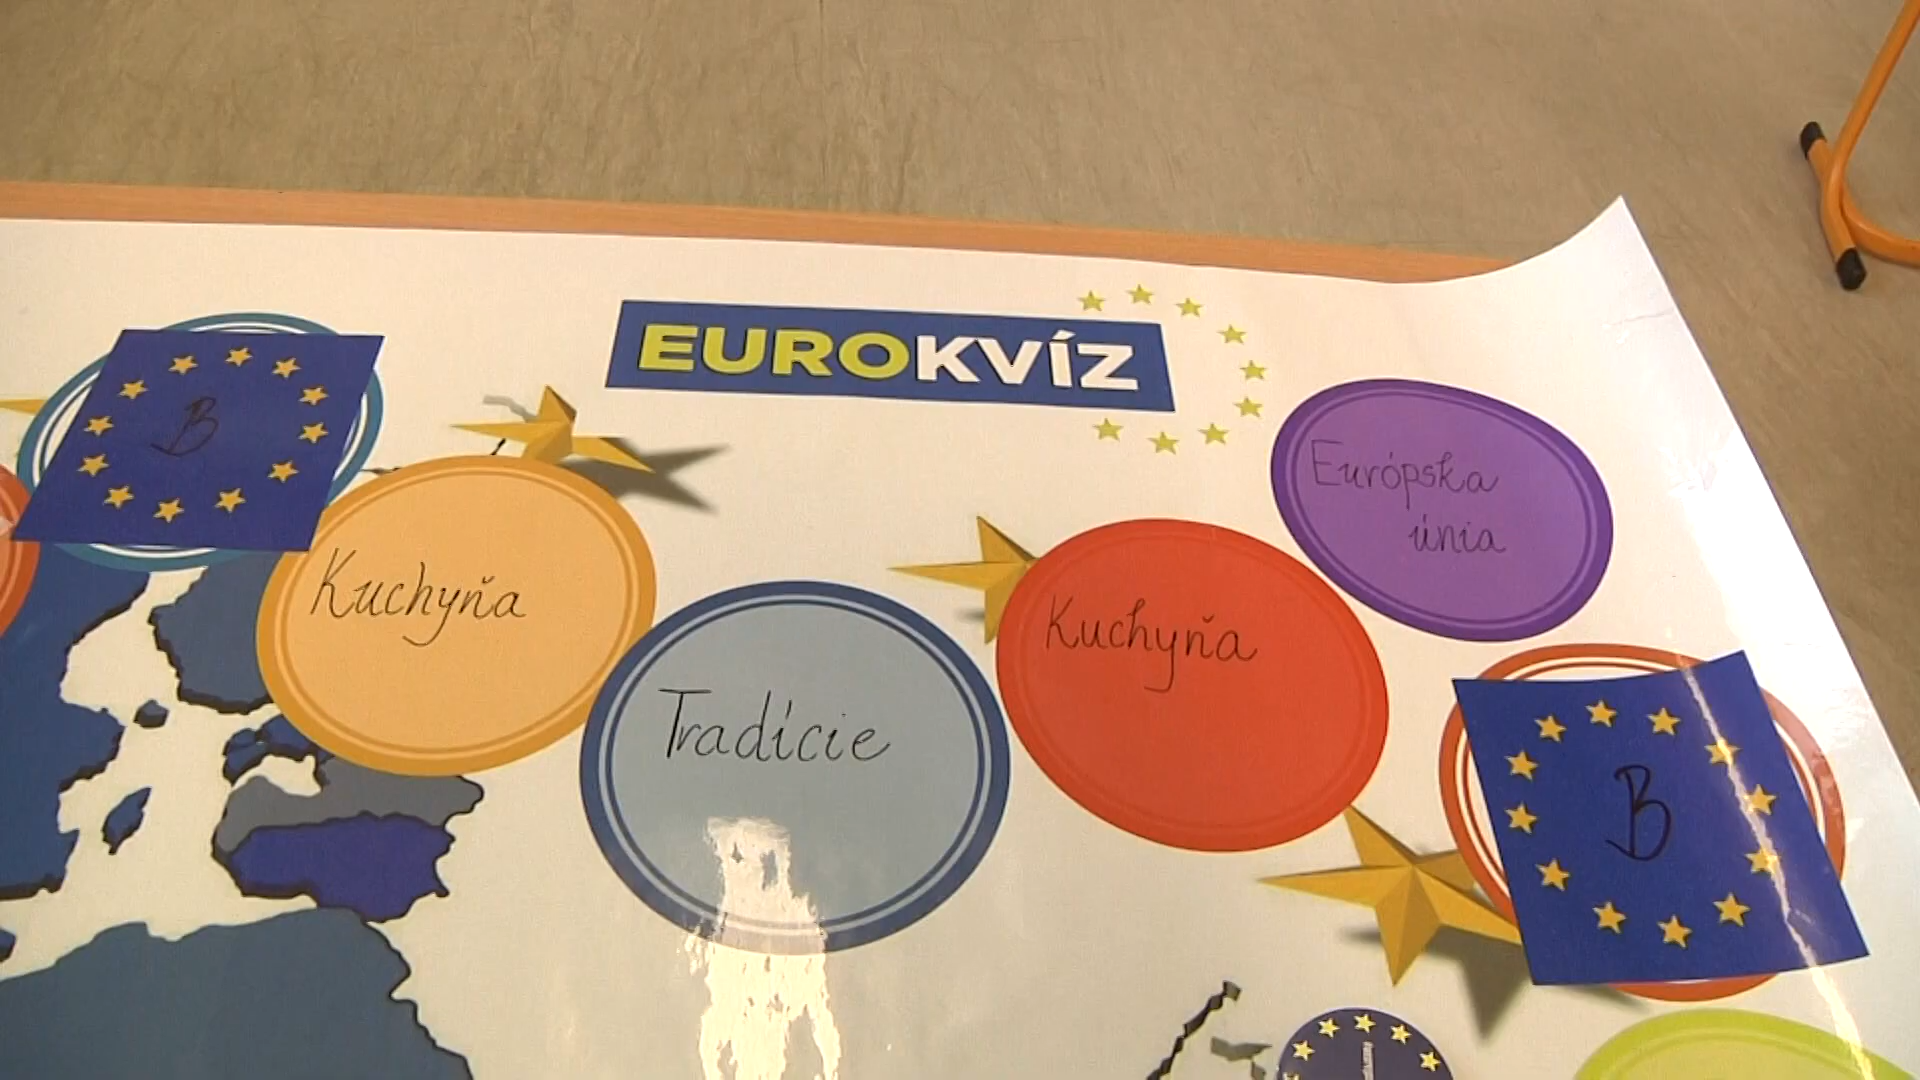 EUROKVÍZ
B
Kuchyňa
Tradície
Kuchyňa
Európska
únia
B